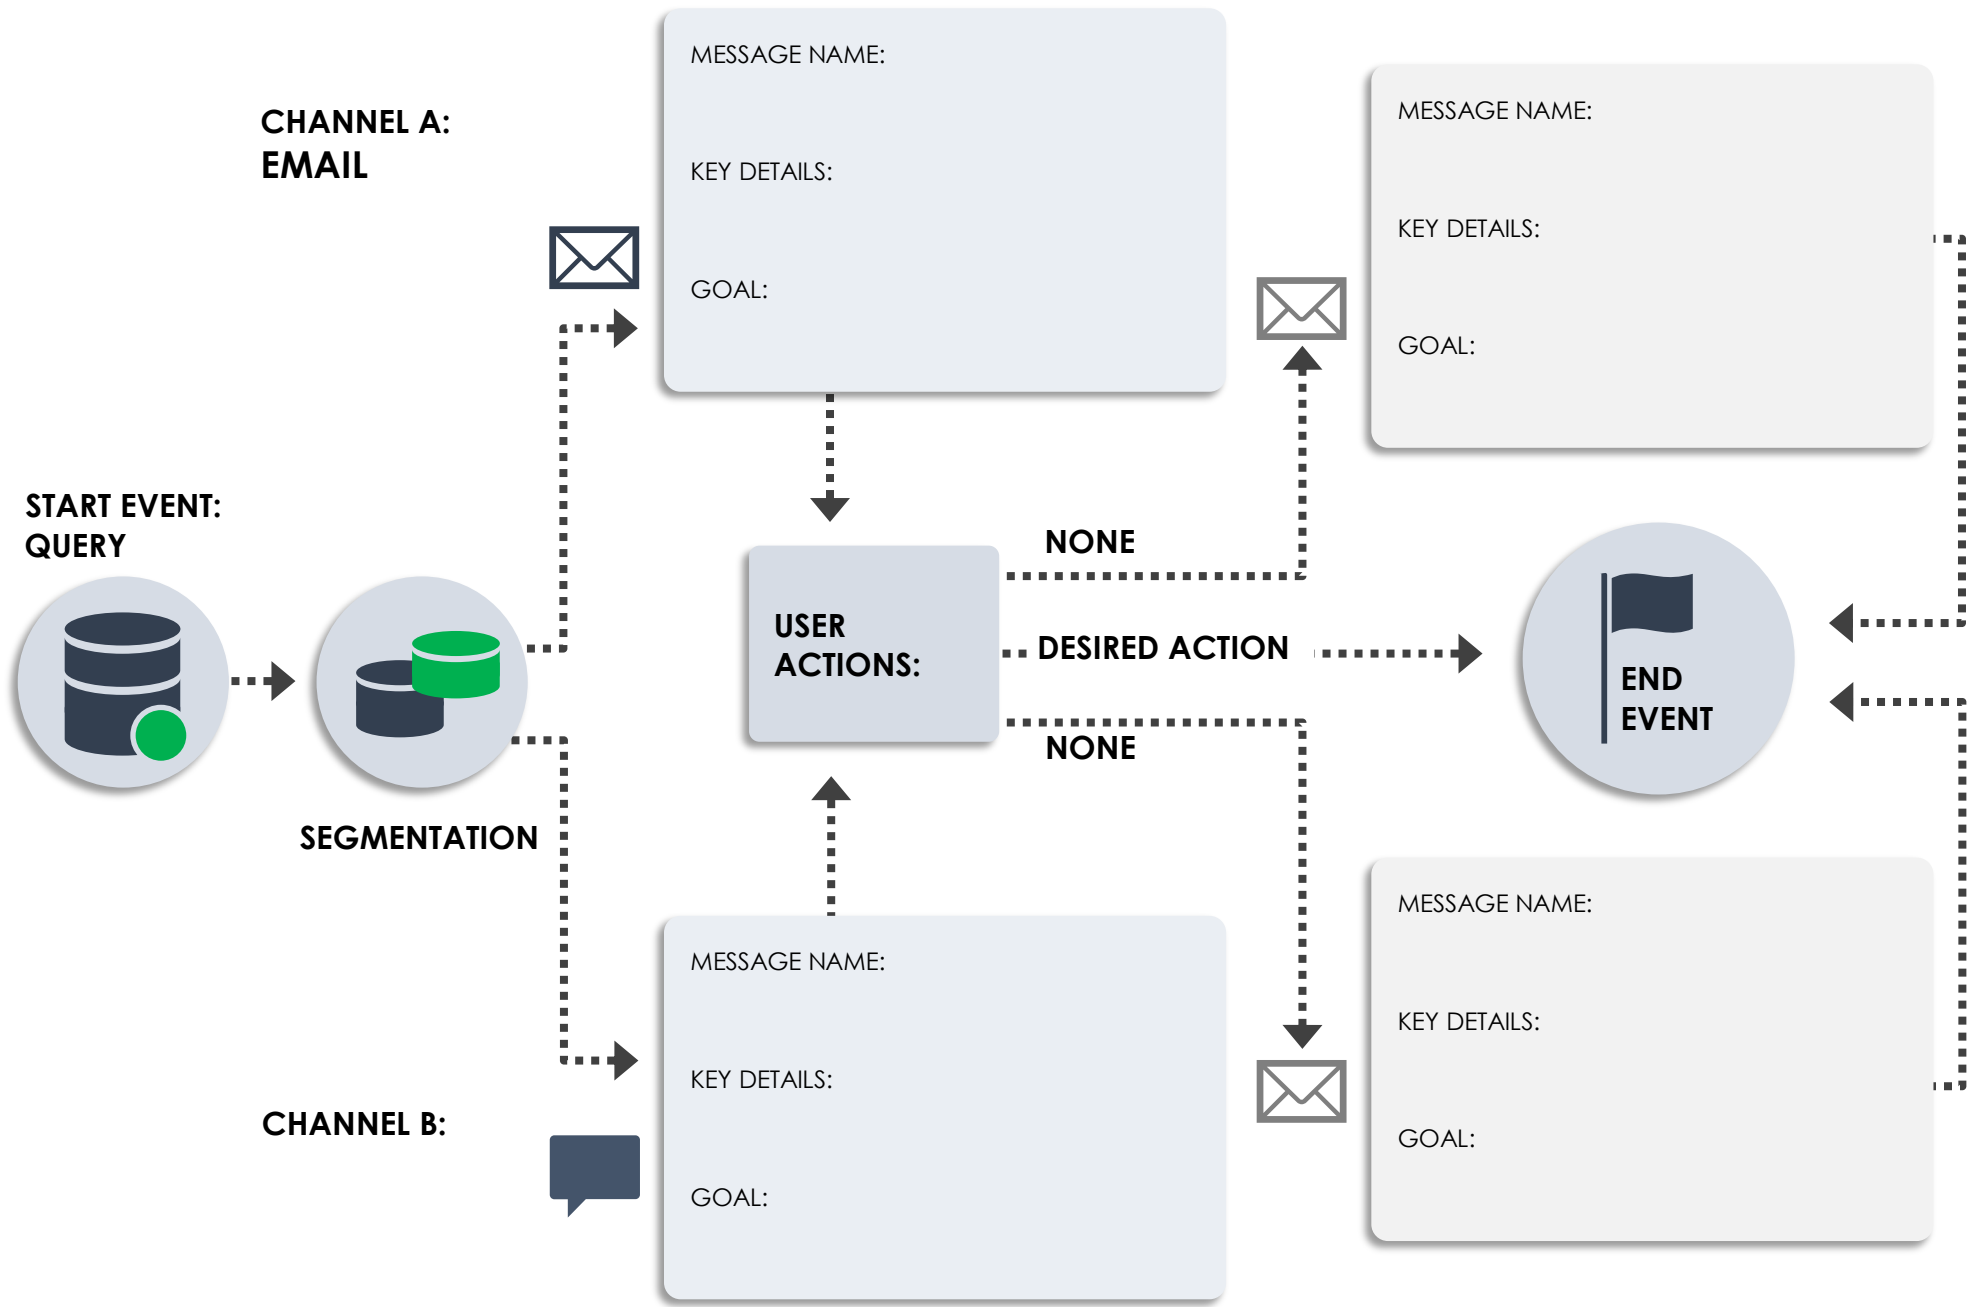 MESSAGE NAME:
KEY DETAILS:
GOAL:
CHANNEL A:
EMAIL
MESSAGE NAME:
KEY DETAILS:
GOAL:
START EVENT:
QUERY
SEGMENTATION
USER
ACTIONS:
NONE
DESIRED ACTION
NONE
END
EVENT
CHANNEL B:
MESSAGE NAME:
KEY DETAILS:
GOAL:
MESSAGE NAME:
KEY DETAILS:
GOAL: